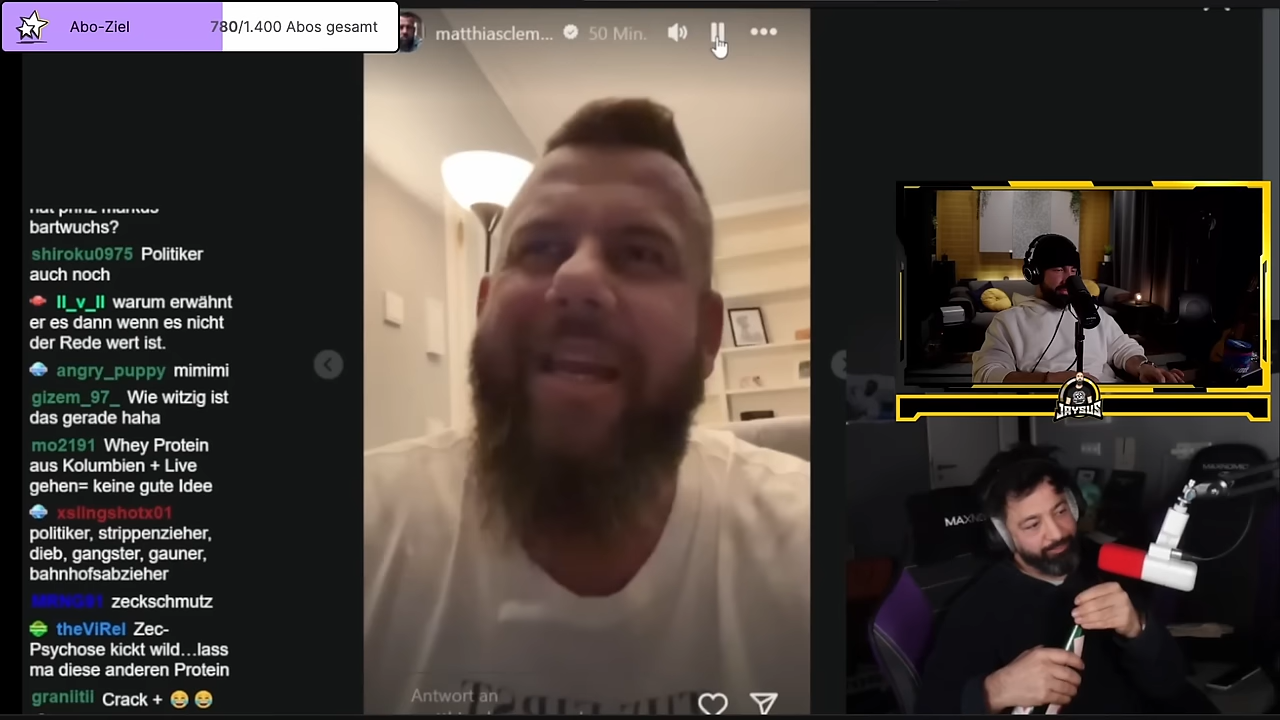 Abo-Ziel
780/1.400 Abos gesamt
matthiasclem... 50 Min.
bartwuchs?
shiroku0975 Politiker
auch noch
ll_v_ll warum erwähnt
er es dann wenn es nicht
der Rede wert ist.
angry_puppy mimimi
gizem_97_ Wie witzig ist
das gerade haha
mo2191 Whey Protein
aus Kolumbien + Live
gehen= keine gute Idee
xslingshotx01
politiker, strippenzieher,
dieb, gangster, gauner,
bahnhofsabzieher
zeckschmutz
theViRel Zec-
Psychose kickt wild...lass
ma diese anderen Protein
graniitii Crack + 😂 😂
Antwort an
JAYSUS